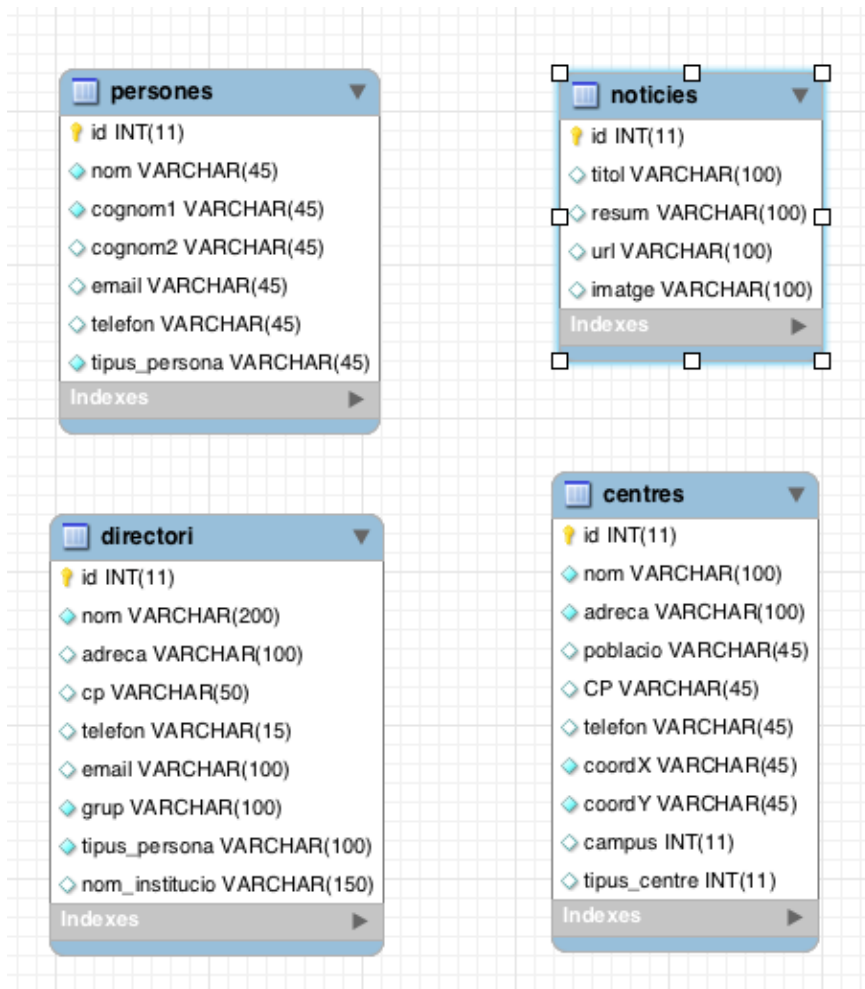 persones
id INT(11)
nom VARCHAR(45)
cognom1 VARCHAR(45)
cognom2 VARCHAR(45)
email VARCHAR(45)
telefon VARCHAR(45)
tipus_persona VARCHAR(45)
Indexes
noticies
id INT(11)
titol VARCHAR(100)
resum VARCHAR(100)
url VARCHAR(100)
imatge VARCHAR(100)
Indexes
directori
id INT(11)
nom VARCHAR(200)
adreca VARCHAR(100)
cp VARCHAR(50)
telefon VARCHAR(15)
email VARCHAR(100)
grup VARCHAR(100)
tipus_persona VARCHAR(100)
nom_institucio VARCHAR(150)
Indexes
centres
id INT(11)
nom VARCHAR(100)
adreca VARCHAR(100)
poblacio VARCHAR(45)
CP VARCHAR(45)
telefon VARCHAR(45)
coordX VARCHAR(45)
coordY VARCHAR(45)
campus INT(11)
tipus_centre INT(11)
Indexes